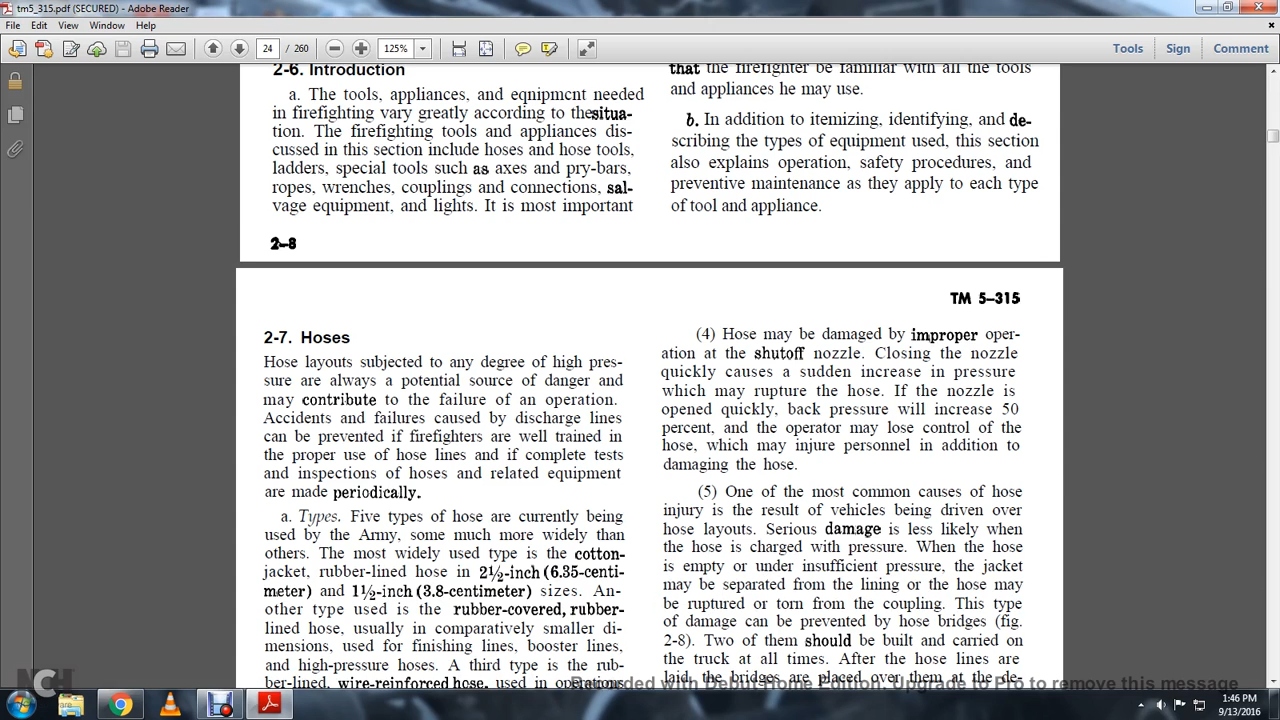 tm5_315.pdf (SECURED) - Adobe Reader
File Edit View Window Help
24 / 260 125% Tools Sign Comment
2-6. Introduction
a. The tools, appliances, and eqnipmcnt needed
in firefighting vary greatly according to thesitua-
tion. The firefighting tools and appliances dis-
cussed in this section include hoses and hose tools,
ladders, special tools such as axes and pry-bars,
ropes, wrenches, couplings and connections, sal-
vage equipment, and lights. It is most important
2-8
that the firefighter be familiar with all the tools
and appliances he may use.
b. In addition to itemizing, identifying, and de-
scribing the types of equipment used, this section
also explains operation, safety procedures, and
preventive maintenance as they apply to each type
of tool and appliance.
TM 5-315
2-7. Hoses
Hose layouts subjected to any degree of high pres-
sure are always a potential source of danger and
may contribute to the failure of an operation.
Accidents and failures caused by discharge lines
can be prevented if firefighters are well trained in
the proper use of hose lines and if complete tests
and inspections of hoses and related equipment
are made periodically.
a. Types. Five types of hose are currently being
used by the Army, some much more widely than
others. The most widely used type is the cotton-
jacket, rubber-lined hose in 2½-inch (6.35-centi-
meter) and 1½-inch (3.8-centimeter) sizes. An-
other type used is the rubber-covered, rubber-
lined hose, usually in comparatively smaller di-
mensions, used for finishing lines, booster lines,
and high-pressure hoses. A third type is the rub-
ber-lined, wire-reinforced hose, used in operations
(4) Hose may be damaged by improper oper-
ation at the shutoff nozzle. Closing the nozzle
quickly causes a sudden increase in pressure
which may rupture the hose. If the nozzle is
opened quickly, back pressure will increase 50
percent, and the operator may lose control of the
hose, which may injure personnel in addition to
damaging the hose.
(5) One of the most common causes of hose
injury is the result of vehicles being driven over
hose layouts. Serious damage is less likely when
the hose is charged with pressure. When the hose
is empty or under insufficient pressure, the jacket
may be separated from the lining or the hose may
be ruptured or torn from the coupling. This type
of damage can be prevented by hose bridges (fig.
2-8). Two of them should be built and carried on
the truck at all times. After the hose lines are
laid, the bridges are placed over them at the de-
NCH
Recorded with Debut Home Edition. Upgrade to Pro to remove this message
1:46 PM
9/13/2016